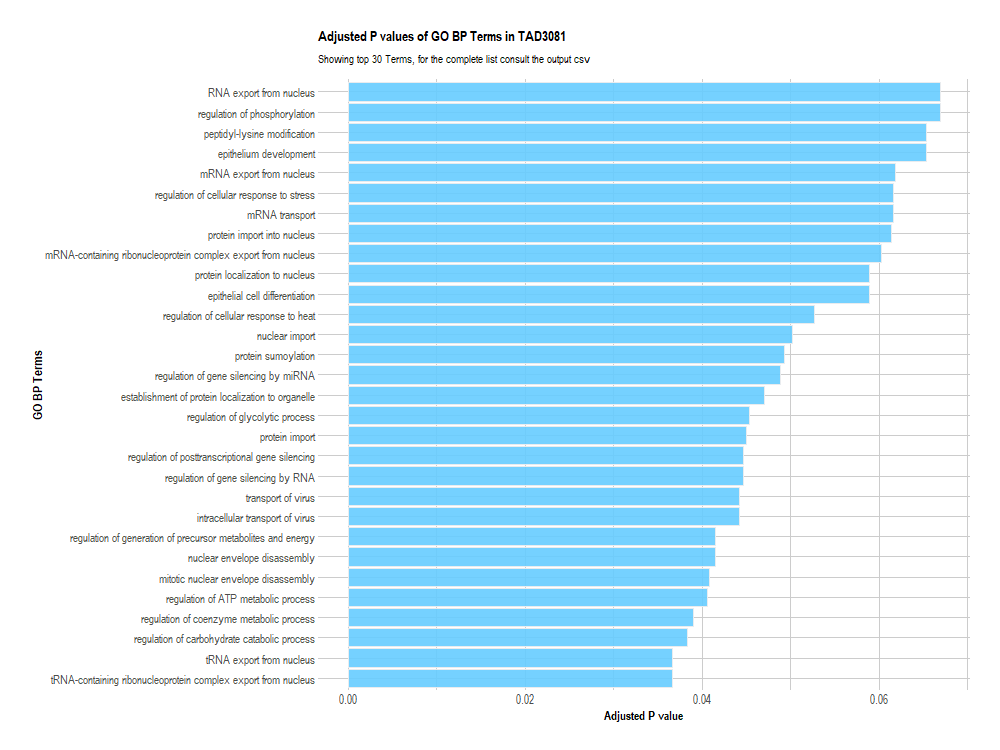 Adjusted P values of GO BP Terms in TAD3081
Showing top 30 Terms, for the complete list consult the output csv
GO BP Terms
RNA export from nucleus
regulation of phosphorylation
peptidyl-lysine modification
epithelium development
mRNA export from nucleus
regulation of cellular response to stress
mRNA transport
protein import into nucleus
mRNA-containing ribonucleoprotein complex export from nucleus
protein localization to nucleus
epithelial cell differentiation
regulation of cellular response to heat
nuclear import
protein sumoylation
regulation of gene silencing by miRNA
establishment of protein localization to organelle
regulation of glycolytic process
protein import
regulation of posttranscriptional gene silencing
regulation of gene silencing by RNA
transport of virus
intracellular transport of virus
regulation of generation of precursor metabolites and energy
nuclear envelope disassembly
mitotic nuclear envelope disassembly
regulation of ATP metabolic process
regulation of coenzyme metabolic process
regulation of carbohydrate catabolic process
tRNA export from nucleus
tRNA-containing ribonucleoprotein complex export from nucleus
0.00 0.02 0.04 0.06
Adjusted P value